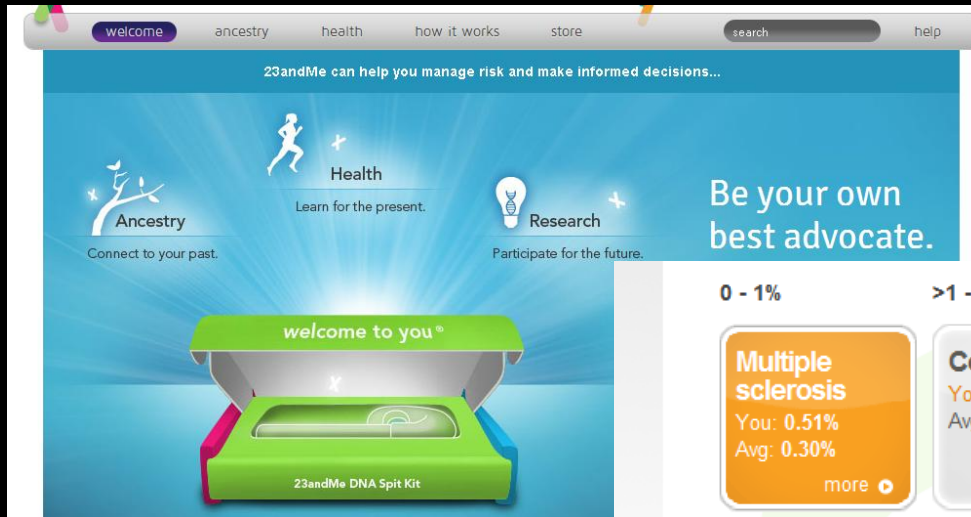 welcome ancestry health how it works store search help
23andMe can help you manage risk and make informed decisions...
Health
Learn for the present.
Ancestry
Connect to your past.
Research
Participate for the future.
Be your own
best advocate.
welcome to you®
23andMe DNA Spit Kit
0 - 1%
>1 -
Multiple
sclerosis
You: 0.51%
Avg: 0.30%
more